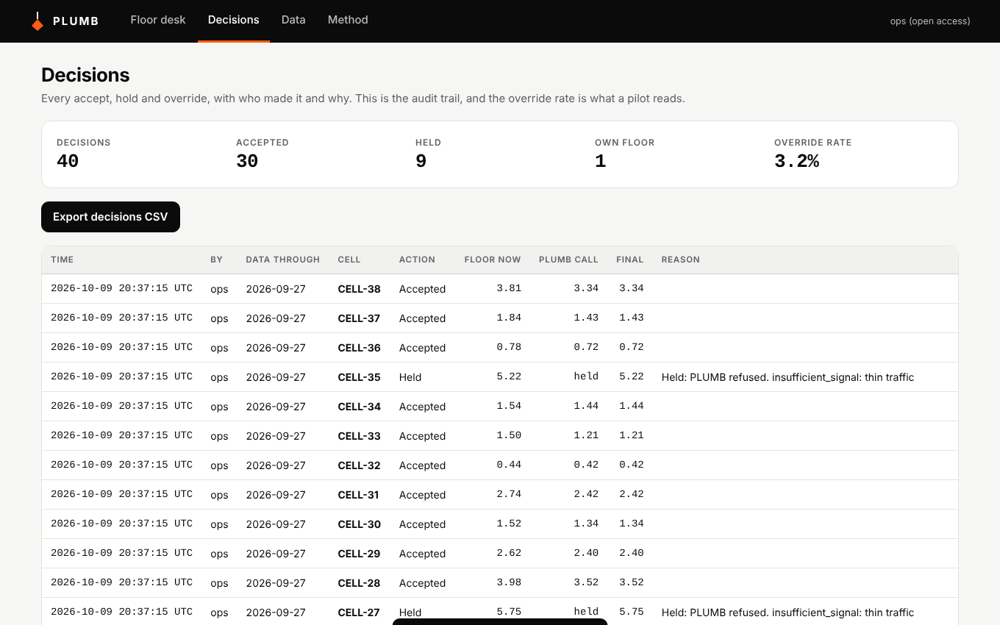 PLUMB Floor desk Decisions Data Method ops (open access)
Decisions
Every accept, hold and override, with who made it and why. This is the audit trail, and the override rate is what a pilot reads.
DECISIONS ACCEPTED HELD OWN FLOOR OVERRIDE RATE
40 30 9 1 3.2%
Export decisions CSV
TIME BY DATA THROUGH CELL ACTION FLOOR NOW PLUMB CALL FINAL REASON
2026-10-09 20:37:15 UTC ops 2026-09-27 CELL-38 Accepted 3.81 3.34 3.34
2026-10-09 20:37:15 UTC ops 2026-09-27 CELL-37 Accepted 1.84 1.43 1.43
2026-10-09 20:37:15 UTC ops 2026-09-27 CELL-36 Accepted 0.78 0.72 0.72
2026-10-09 20:37:15 UTC ops 2026-09-27 CELL-35 Held 5.22 held 5.22 Held: PLUMB refused. insufficient_signal: thin traffic
2026-10-09 20:37:15 UTC ops 2026-09-27 CELL-34 Accepted 1.54 1.44 1.44
2026-10-09 20:37:15 UTC ops 2026-09-27 CELL-33 Accepted 1.50 1.21 1.21
2026-10-09 20:37:15 UTC ops 2026-09-27 CELL-32 Accepted 0.44 0.42 0.42
2026-10-09 20:37:15 UTC ops 2026-09-27 CELL-31 Accepted 2.74 2.42 2.42
2026-10-09 20:37:15 UTC ops 2026-09-27 CELL-30 Accepted 1.52 1.34 1.34
2026-10-09 20:37:15 UTC ops 2026-09-27 CELL-29 Accepted 2.62 2.40 2.40
2026-10-09 20:37:15 UTC ops 2026-09-27 CELL-28 Accepted 3.98 3.52 3.52
2026-10-09 20:37:15 UTC ops 2026-09-27 CELL-27 Held 5.75 held 5.75 Held: PLUMB refused. insufficient_signal: thin traffic